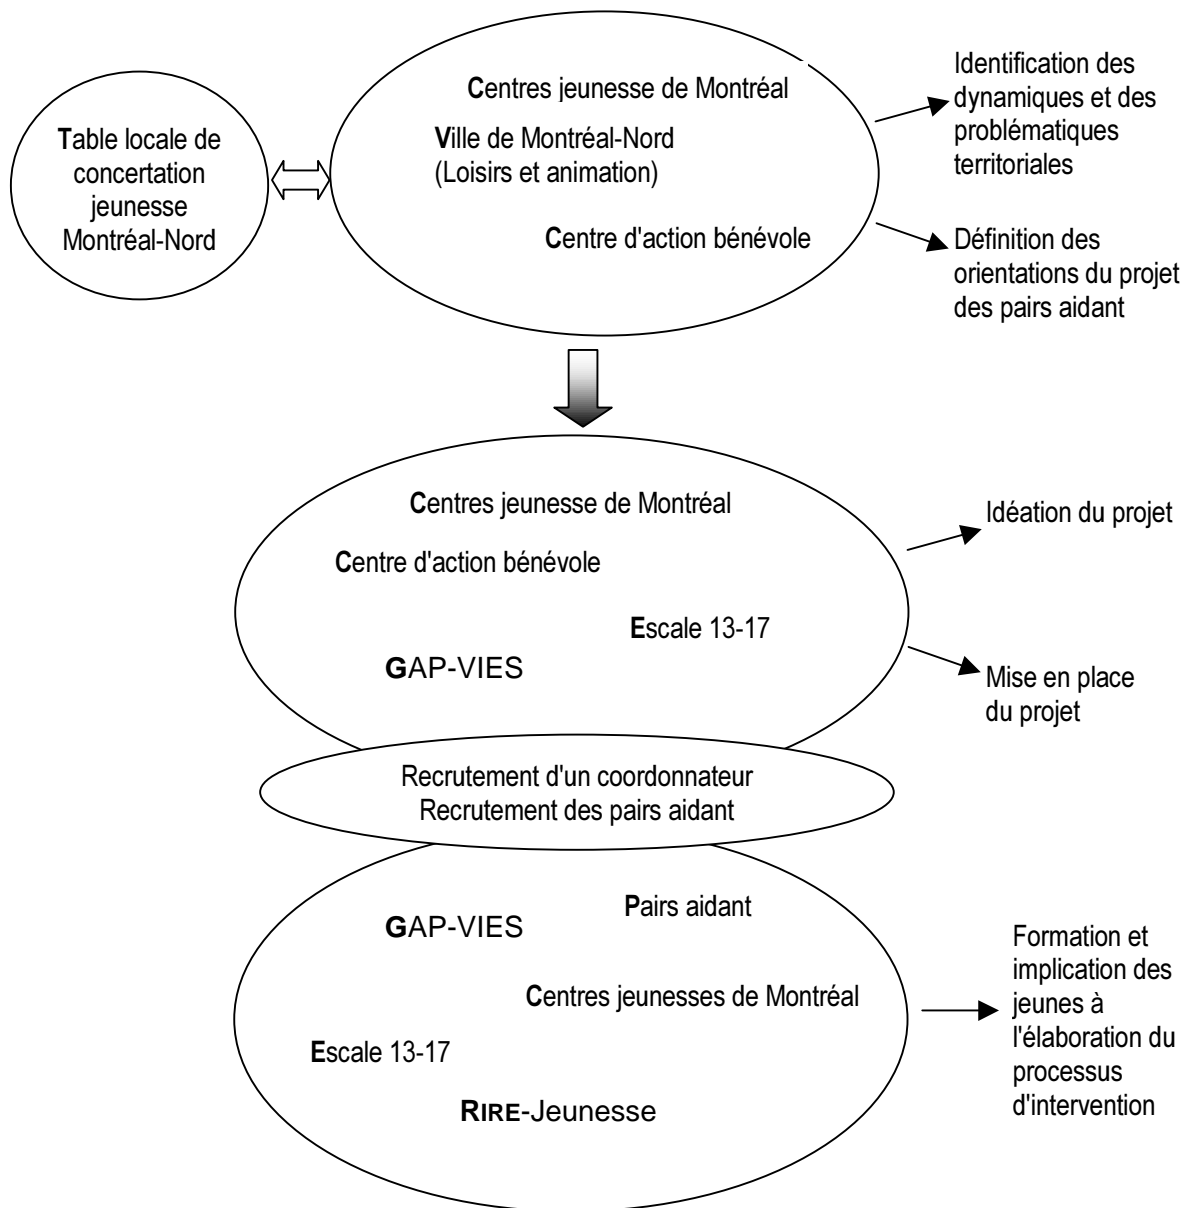 Table locale de
concertation
jeunesse
Montréal-Nord
Centres jeunesse de Montréal
Ville de Montréal-Nord
(Loisirs et animation)
Centre d'action bénévole
Identification des
dynamiques et des
problématiques
territoriales
Définition des
orientations du projet
des pairs aidant
Centres jeunesse de Montréal
Centre d'action bénévole
Escale 13-17
GAP-VIES
Idéation du projet
Mise en place
du projet
Recrutement d'un coordonnateur
Recrutement des pairs aidant
Pairs aidant
GAP-VIES
Centres jeunesses de Montréal
Escale 13-17
RIRE-Jeunesse
Formation et
implication des
jeunes à
l'élaboration du
processus
d'intervention